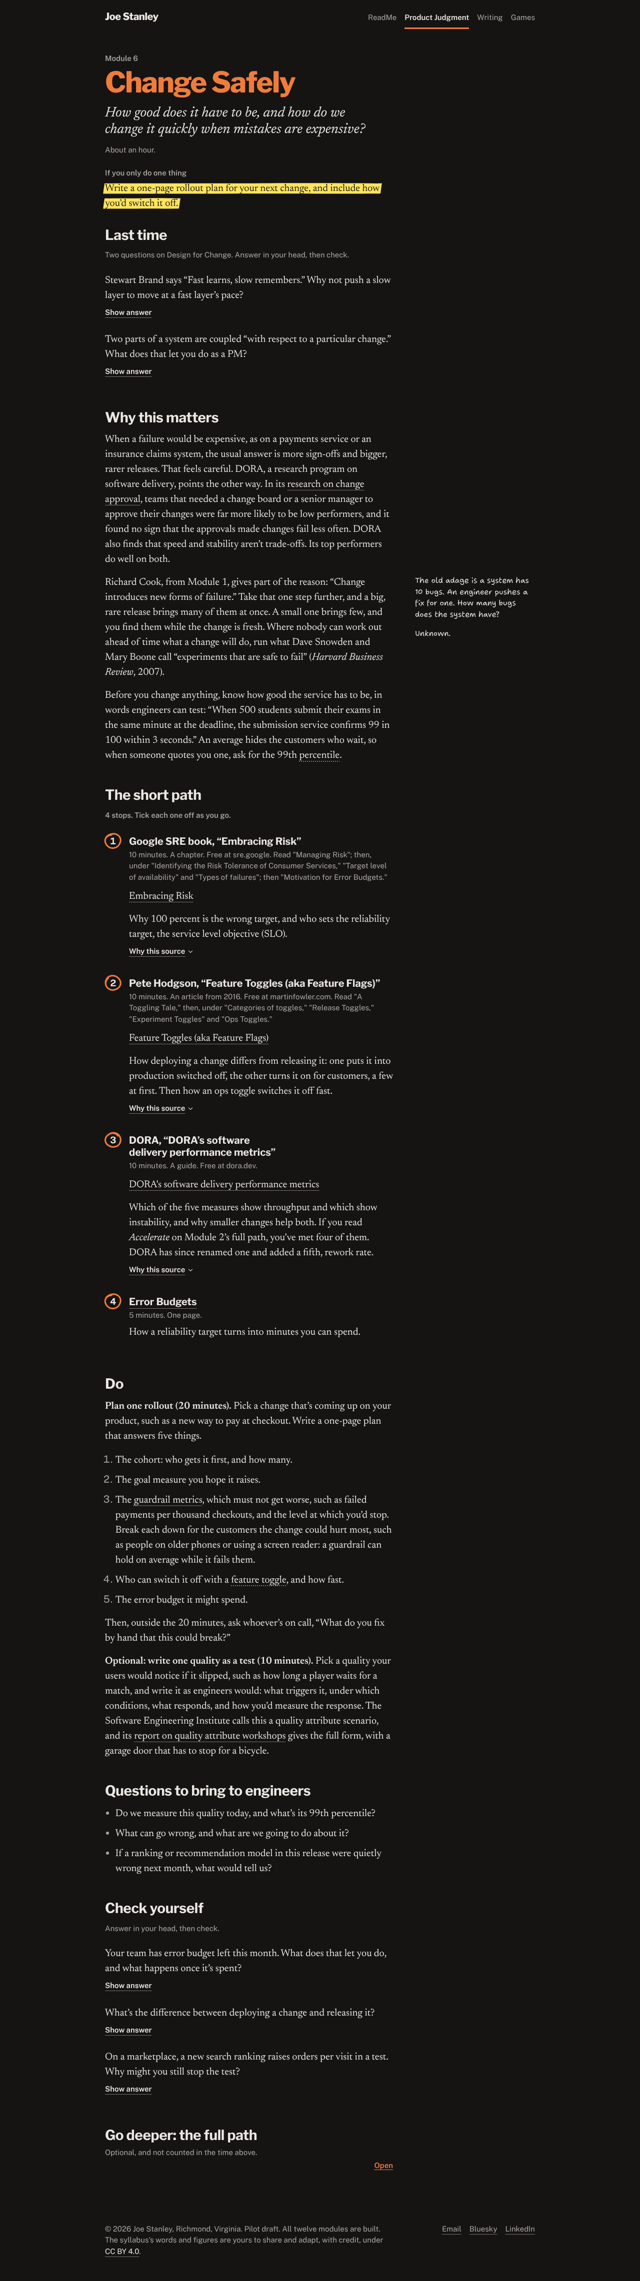 Joe Stanley
ReadMe Product Judgment Writing Games
Module 6
Change Safely
How good does it have to be, and how do we
change it quickly when mistakes are expensive?
About an hour.
If you only do one thing
Write a one-page rollout plan for your next change, and include how
you’d switch it off.
Last time
Two questions on Design for Change. Answer in your head, then check.
Stewart Brand says “Fast learns, slow remembers.” Why not push a slow
layer to move at a fast layer’s pace?
Show answer
Two parts of a system are coupled “with respect to a particular change.”
What does that let you do as a PM?
Show answer
Why this matters
When a failure would be expensive, as on a payments service or an
insurance claims system, the usual answer is more sign-offs and bigger,
rarer releases. That feels careful. DORA, a research program on
software delivery, points the other way. In its research on change
approval, teams that needed a change board or a senior manager to
approve their changes were far more likely to be low performers, and it
found no sign that the approvals made changes fail less often. DORA
also finds that speed and stability aren’t trade-offs. Its top performers
do well on both.
Richard Cook, from Module 1, gives part of the reason: “Change
introduces new forms of failure.” Take that one step further, and a big,
rare release brings many of them at once. A small one brings few, and
you find them while the change is fresh. Where nobody can work out
ahead of time what a change will do, run what Dave Snowden and
Mary Boone call “experiments that are safe to fail” (Harvard Business
Review, 2007).
The old adage is a system has
10 bugs. An engineer pushes a
fix for one. How many bugs
does the system have?
Unknown.
Before you change anything, know how good the service has to be, in
words engineers can test: “When 500 students submit their exams in
the same minute at the deadline, the submission service confirms 99 in
100 within 3 seconds.” An average hides the customers who wait, so
when someone quotes you one, ask for the 99th percentile.
The short path
4 stops. Tick each one off as you go.
1 Google SRE book, “Embracing Risk”
10 minutes. A chapter. Free at sre.google. Read "Managing Risk"; then,
under "Identifying the Risk Tolerance of Consumer Services," "Target level
of availability" and "Types of failures"; then "Motivation for Error Budgets."
Embracing Risk
Why 100 percent is the wrong target, and who sets the reliability
target, the service level objective (SLO).
Why this source
2 Pete Hodgson, “Feature Toggles (aka Feature Flags)”
10 minutes. An article from 2016. Free at martinfowler.com. Read "A
Toggling Tale," then, under "Categories of toggles," "Release Toggles,"
"Experiment Toggles" and "Ops Toggles."
Feature Toggles (aka Feature Flags)
How deploying a change differs from releasing it: one puts it into
production switched off, the other turns it on for customers, a few
at first. Then how an ops toggle switches it off fast.
Why this source
3 DORA, “DORA’s software
delivery performance metrics”
10 minutes. A guide. Free at dora.dev.
DORA’s software delivery performance metrics
Which of the five measures show throughput and which show
instability, and why smaller changes help both. If you read
Accelerate on Module 2’s full path, you’ve met four of them.
DORA has since renamed one and added a fifth, rework rate.
Why this source
4 Error Budgets
5 minutes. One page.
How a reliability target turns into minutes you can spend.
Do
Plan one rollout (20 minutes). Pick a change that’s coming up on your
product, such as a new way to pay at checkout. Write a one-page plan
that answers five things.
1. The cohort: who gets it first, and how many.
2. The goal measure you hope it raises.
3. The guardrail metrics, which must not get worse, such as failed
payments per thousand checkouts, and the level at which you’d stop.
Break each down for the customers the change could hurt most, such
as people on older phones or using a screen reader: a guardrail can
hold on average while it fails them.
4. Who can switch it off with a feature toggle, and how fast.
5. The error budget it might spend.
Then, outside the 20 minutes, ask whoever’s on call, “What do you fix
by hand that this could break?”
Optional: write one quality as a test (10 minutes). Pick a quality your
users would notice if it slipped, such as how long a player waits for a
match, and write it as engineers would: what triggers it, under which
conditions, what responds, and how you’d measure the response. The
Software Engineering Institute calls this a quality attribute scenario,
and its report on quality attribute workshops gives the full form, with a
garage door that has to stop for a bicycle.
Questions to bring to engineers
• Do we measure this quality today, and what’s its 99th percentile?
• What can go wrong, and what are we going to do about it?
• If a ranking or recommendation model in this release were quietly
wrong next month, what would tell us?
Check yourself
Answer in your head, then check.
Your team has error budget left this month. What does that let you do,
and what happens once it’s spent?
Show answer
What’s the difference between deploying a change and releasing it?
Show answer
On a marketplace, a new search ranking raises orders per visit in a test.
Why might you still stop the test?
Show answer
Go deeper: the full path
Optional, and not counted in the time above.
Open
© 2026 Joe Stanley, Richmond, Virginia. Pilot draft. All twelve modules are built.
The syllabus’s words and figures are yours to share and adapt, with credit, under
CC BY 4.0.
Email Bluesky LinkedIn